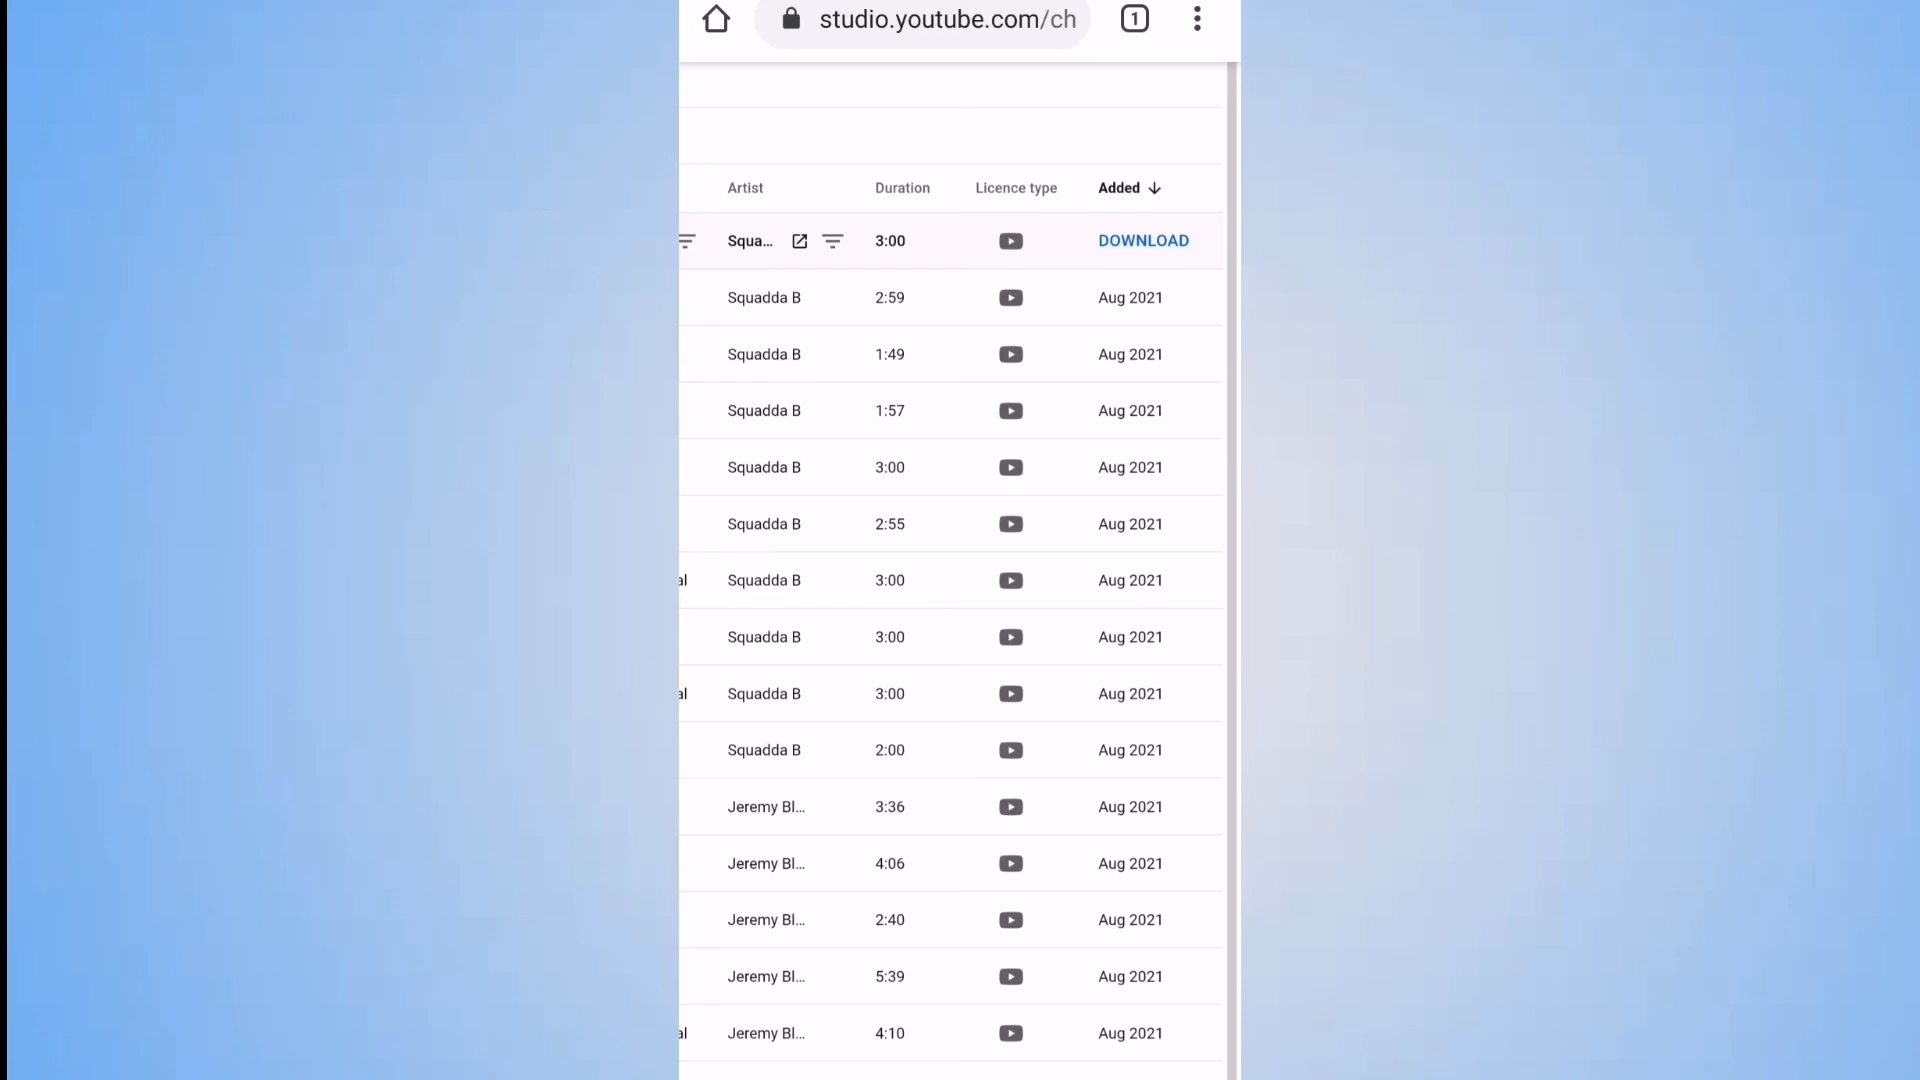 studio.youtube.com/ch 1
Artist Duration Licence type Added
Squa... 3:00 DOWNLOAD
Squadda B 2:59 Aug 2021
Squadda B 1:49 Aug 2021
Squadda B 1:57 Aug 2021
Squadda B 3:00 Aug 2021
Squadda B 2:55 Aug 2021
al Squadda B 3:00 Aug 2021
Squadda B 3:00 Aug 2021
al Squadda B 3:00 Aug 2021
Squadda B 2:00 Aug 2021
Jeremy Bl... 3:36 Aug 2021
Jeremy Bl... 4:06 Aug 2021
Jeremy Bl... 2:40 Aug 2021
Jeremy Bl... 5:39 Aug 2021
al Jeremy Bl... 4:10 Aug 2021